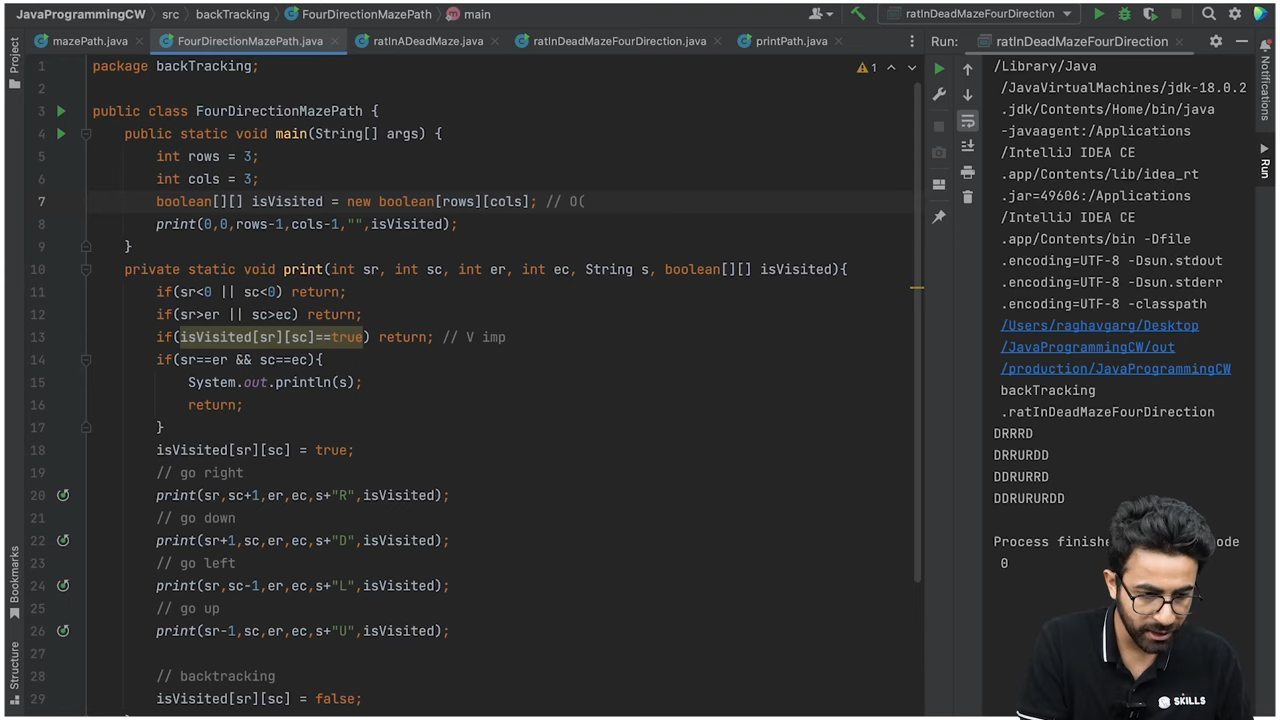 JavaProgrammingCW
src
backTracking
FourDirectionMazePath
main
ratInDeadMazeFourDirection
Project
mazePath.java
FourDirectionMazePath.java
ratInADeadMaze.java
ratInDeadMazeFourDirection.java
printPath.java
Run:
ratInDeadMazeFourDirection
Notifications
Run
1
1 package backTracking;
2
3 public class FourDirectionMazePath {
4 public static void main(String[] args) {
5 int rows = 3;
6 int cols = 3;
7 boolean[][] isVisited = new boolean[rows][cols]; // O(
8 print(0,0,rows-1,cols-1,"",isVisited);
9 }
10 private static void print(int sr, int sc, int er, int ec, String s, boolean[][] isVisited){
11 if(sr<0 || sc<0) return;
12 if(sr>er || sc>ec) return;
13 if(isVisited[sr][sc]==true) return; // V imp
14 if(sr==er && sc==ec){
15 System.out.println(s);
16 return;
17 }
18 isVisited[sr][sc] = true;
19 // go right
20 print(sr,sc+1,er,ec,s+"R",isVisited);
21 // go down
22 print(sr+1,sc,er,ec,s+"D",isVisited);
23 // go left
24 print(sr,sc-1,er,ec,s+"L",isVisited);
25 // go up
26 print(sr-1,sc,er,ec,s+"U",isVisited);
27
28 // backtracking
29 isVisited[sr][sc] = false;
Bookmarks
Structure
/Library/Java
/JavaVirtualMachines/jdk-18.0.2
.jdk/Contents/Home/bin/java
-javaagent:/Applications
/IntelliJ IDEA CE
.app/Contents/lib/idea_rt
.jar=49606:/Applications
/IntelliJ IDEA CE
.app/Contents/bin -Dfile
.encoding=UTF-8 -Dsun.stdout
.encoding=UTF-8 -Dsun.stderr
.encoding=UTF-8 -classpath
/Users/raghavgarg/Desktop
/JavaProgrammingCW/out
/production/JavaProgrammingCW
backTracking
.ratInDeadMazeFourDirection
DRRRD
DRRURDD
DDRURRD
DDRURURDD
Process finishe
ode
0
SKILLS